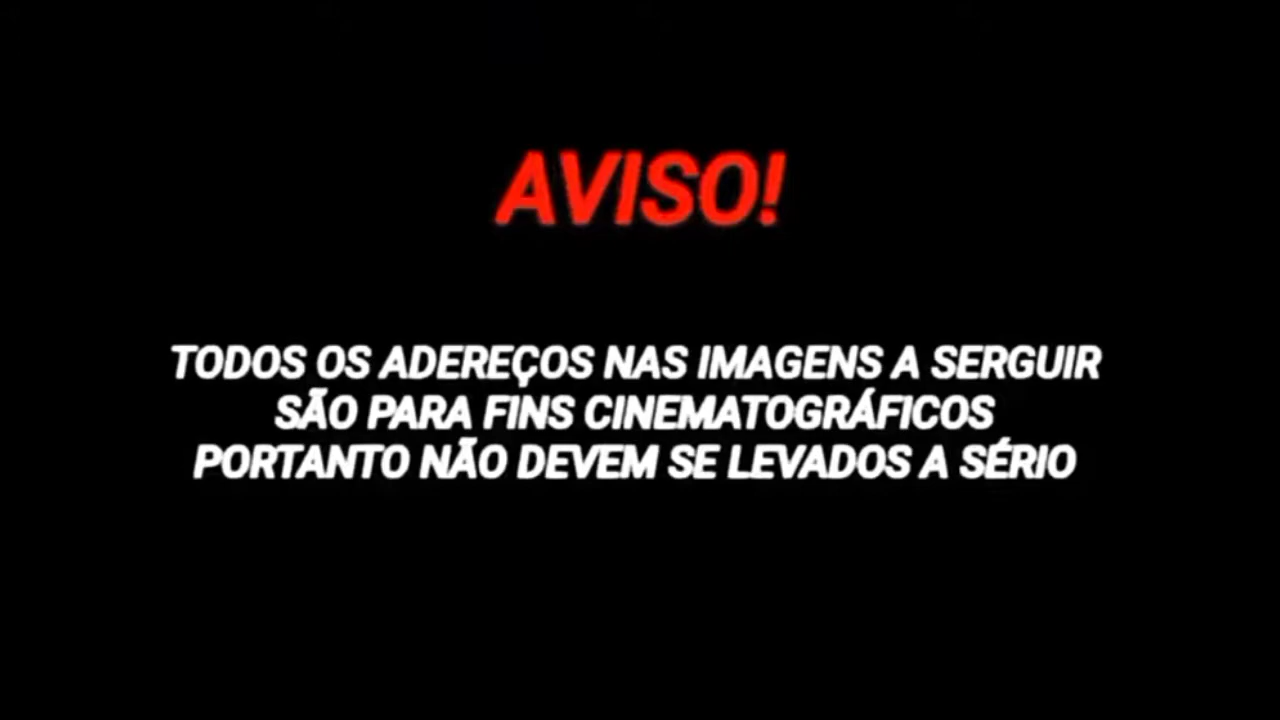 AVISO!
TODOS OS ADEREÇOS NAS IMAGENS A SERGUIR
SÃO PARA FINS CINEMATOGRÁFICOS
PORTANTO NÃO DEVEM SE LEVADOS A SÉRIO